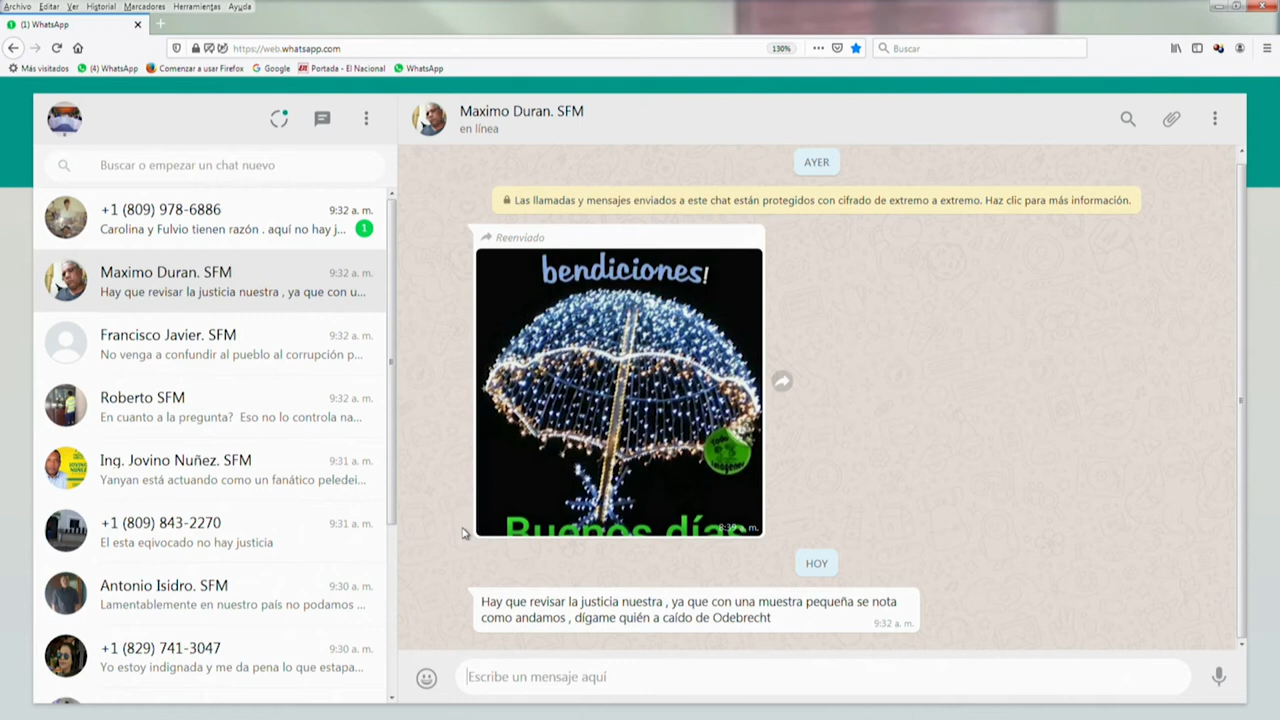 Archivo Editar Ver Historial Marcadores Herramientas Ayuda
(1) WhatsApp
https://web.whatsapp.com
130%
Buscar
Más visitados (4) WhatsApp Comenzar a usar Firefox Google Portada - El Nacional WhatsApp
Buscar o empezar un chat nuevo
+1 (809) 978-6886 9:32 a. m.
Carolina y Fulvio tienen razón . aquí no hay j... 1
Maximo Duran. SFM 9:32 a. m.
Hay que revisar la justicia nuestra , ya que con u...
Francisco Javier. SFM 9:32 a. m.
No venga a confundir al pueblo al corrupción p...
Roberto SFM 9:32 a. m.
En cuanto a la pregunta? Eso no lo controla na...
Ing. Jovino Nuñez. SFM 9:31 a. m.
Yanyan está actuando como un fanático peledei...
+1 (809) 843-2270 9:31 a. m.
El esta eqivocado no hay justicia
Antonio Isidro. SFM 9:30 a. m.
Lamentablemente en nuestro país no podamos ...
+1 (829) 741-3047 9:30 a. m.
Yo estoy indignada y me da pena lo que estapa...
Maximo Duran. SFM
en línea
AYER
Las llamadas y mensajes enviados a este chat están protegidos con cifrado de extremo a extremo. Haz clic para más información.
Reenviado
bendiciones!
todo
imágenes
Buenos días
8:39 a. m.
HOY
Hay que revisar la justicia nuestra , ya que con una muestra pequeña se nota
como andamos , dígame quién a caído de Odebrecht
9:32 a. m.
Escribe un mensaje aquí